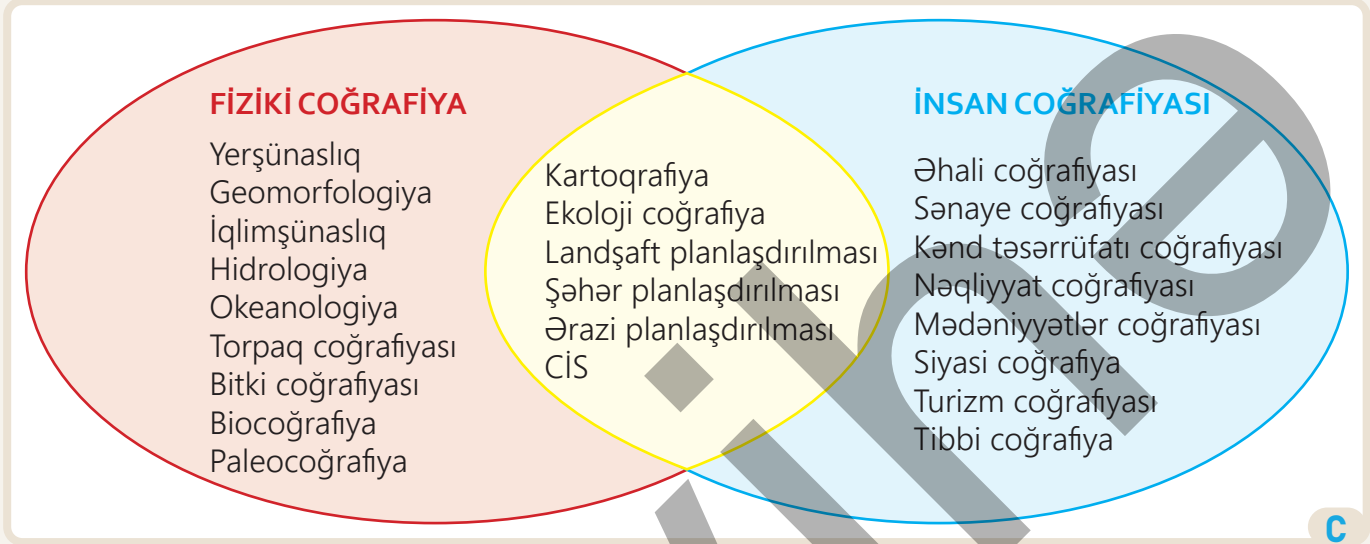 FİZİKİ COĞRAFİYA
Yerşünaslıq
Geomorfologiya
İqlimşünaslıq
Hidrologiya
Okeanologiya
Torpaq coğrafiyası
Bitki coğrafiyası
Biocoğrafiya
Paleocoğrafiya
Kartoqrafiya
Ekoloji coğrafiya
Landşaft planlaşdırılması
Şəhər planlaşdırılması
Ərazi planlaşdırılması
CİS
İNSAN COĞRAFİYASI
Əhali coğrafiyası
Sənaye coğrafiyası
Kənd təsərrüfatı coğrafiyası
Nəqliyyat coğrafiyası
Mədəniyyətlər coğrafiyası
Siyasi coğrafiya
Turizm coğrafiyası
Tibbi coğrafiya
C